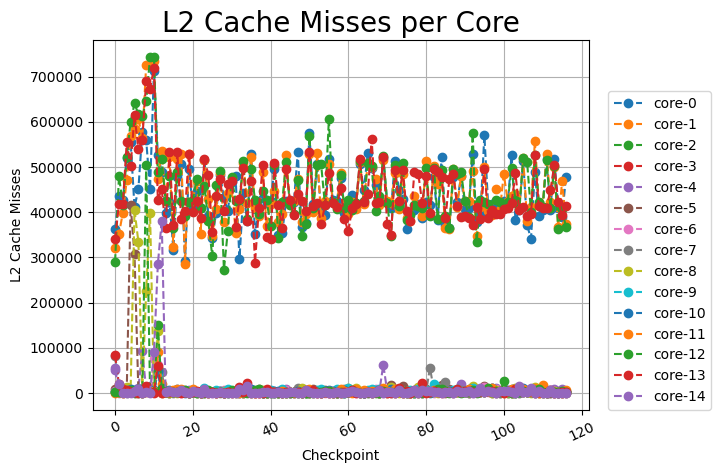 L2 Cache Misses per Core
L2 Cache Misses
700000
600000
500000
400000
300000
200000
100000
0
0
20
40
60
80
100
120
Checkpoint
core-0
core-1
core-2
core-3
core-4
core-5
core-6
core-7
core-8
core-9
core-10
core-11
core-12
core-13
core-14